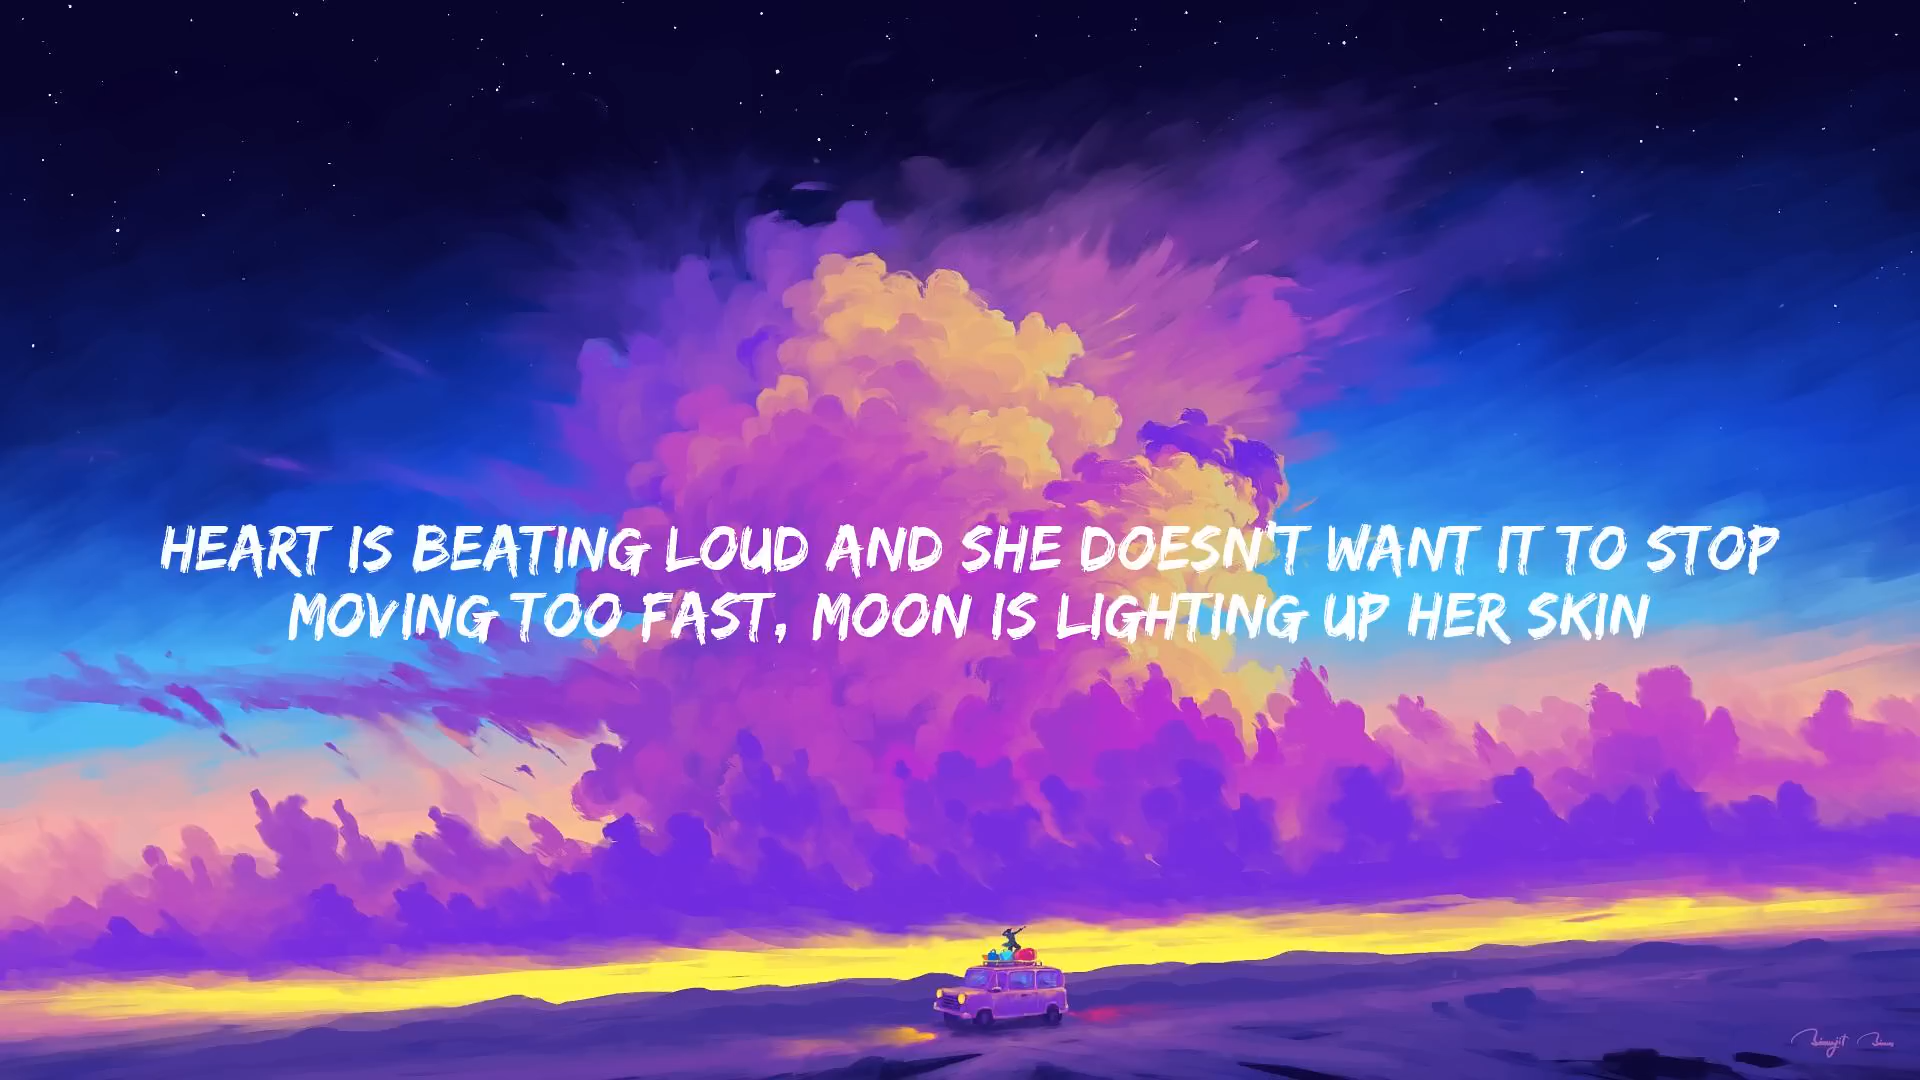 HEART IS BEATING LOUD AND SHE DOESN'T WANT IT TO STOP
MOVING TOO FAST, MOON IS LIGHTING UP HER SKIN